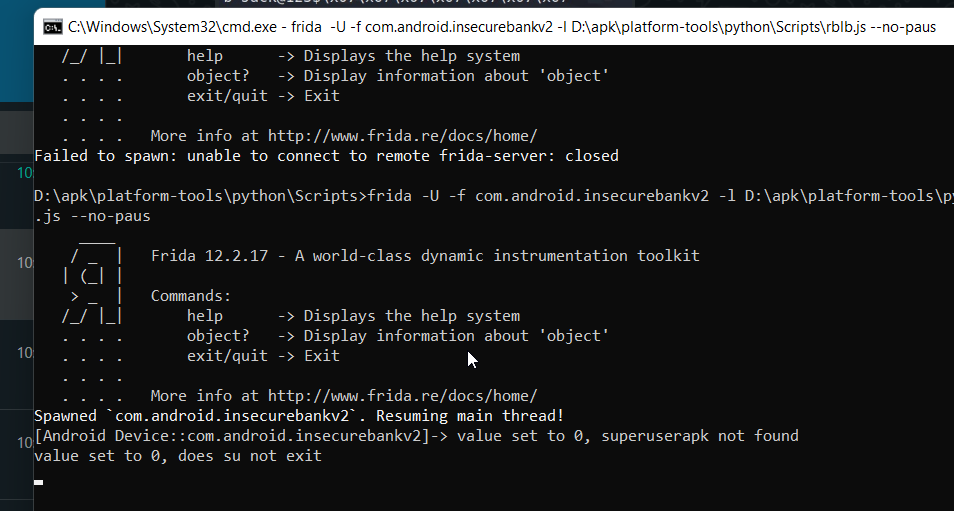 C:\Windows\System32\cmd.exe - frida -U -f com.android.insecurebankv2 -l D:\apk\platform-tools\python\Scripts\rblb.js --no-paus
/_/ |_|       help      -> Displays the help system
. . . .       object?   -> Display information about 'object'
. . . .       exit/quit -> Exit
. . . .
. . . .   More info at http://www.frida.re/docs/home/
Failed to spawn: unable to connect to remote frida-server: closed
D:\apk\platform-tools\python\Scripts>frida -U -f com.android.insecurebankv2 -l D:\apk\platform-tools\py
.js --no-paus
     ____
    / _  |   Frida 12.2.17 - A world-class dynamic instrumentation toolkit
   | (_| |
    > _  |   Commands:
   /_/ |_|       help      -> Displays the help system
   . . . .       object?   -> Display information about 'object'
   . . . .       exit/quit -> Exit
   . . . .
   . . . .   More info at http://www.frida.re/docs/home/
Spawned `com.android.insecurebankv2`. Resuming main thread!
[Android Device::com.android.insecurebankv2]-> value set to 0, superuserapk not found
value set to 0, does su not exit
10
10
10
10